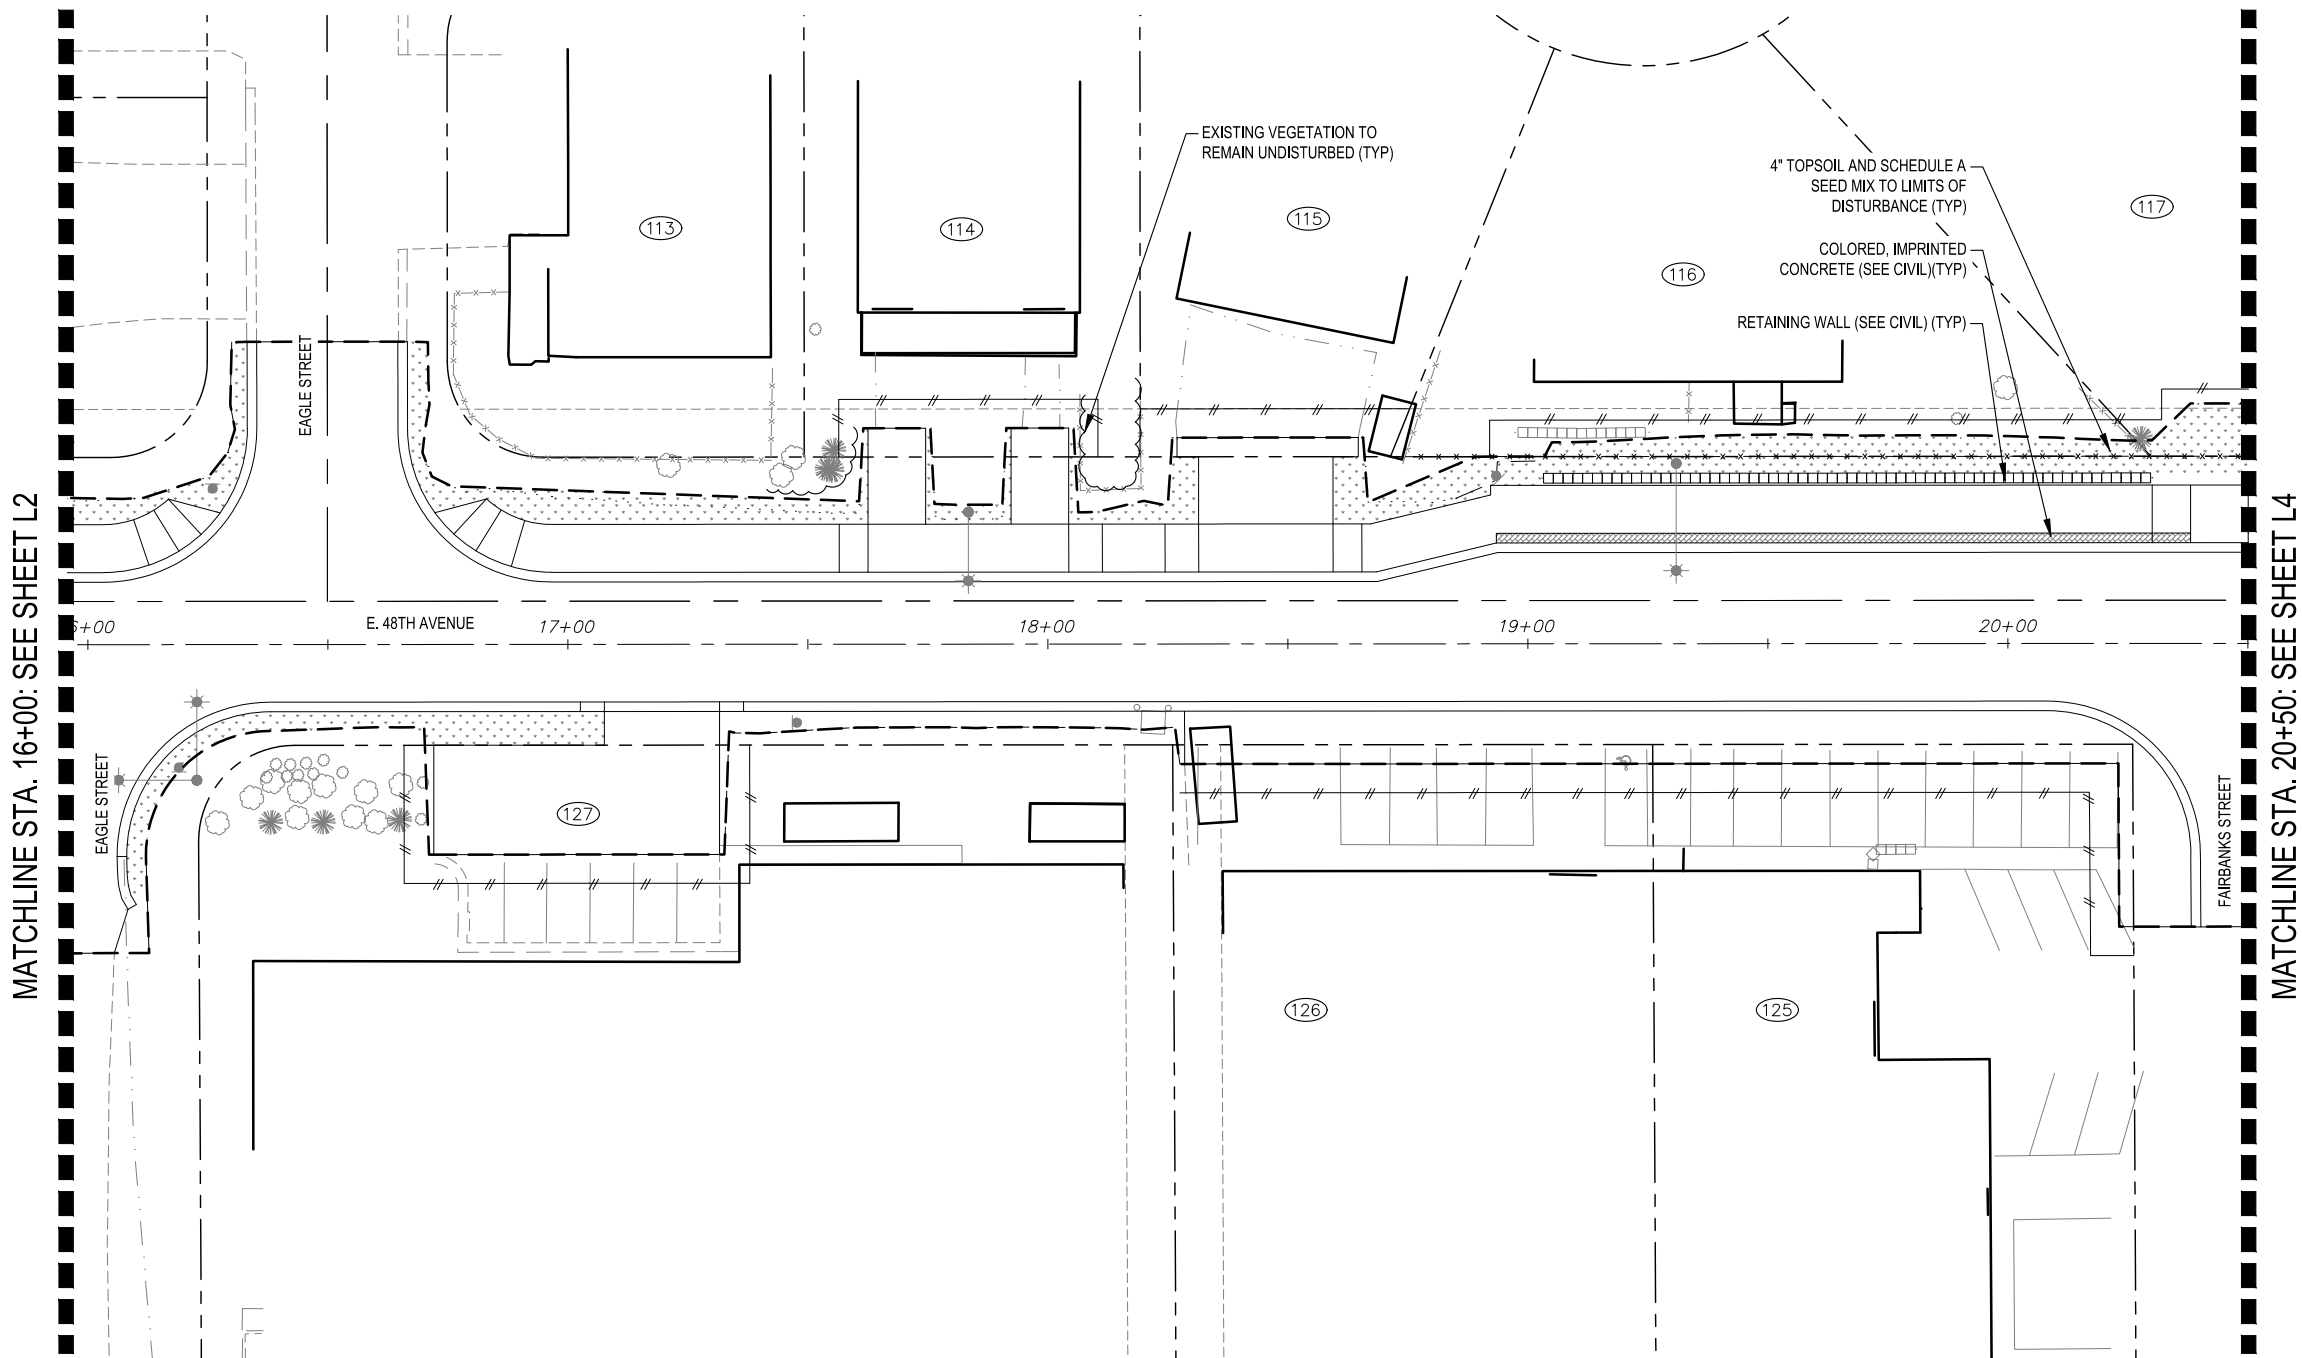 EXISTING VEGETATION TO
REMAIN UNDISTURBED (TYP)
4" TOPSOIL AND SCHEDULE A
SEED MIX TO LIMITS OF
DISTURBANCE (TYP)
COLORED, IMPRINTED
CONCRETE (SEE CIVIL)(TYP)
RETAINING WALL (SEE CIVIL) (TYP)
113
114
115
116
117
EAGLE STREET
MATCHLINE STA. 16+00: SEE SHEET L2
MATCHLINE STA. 20+50: SEE SHEET L4
E. 48TH AVENUE
6+00
17+00
18+00
19+00
20+00
EAGLE STREET
FAIRBANKS STREET
127
126
125